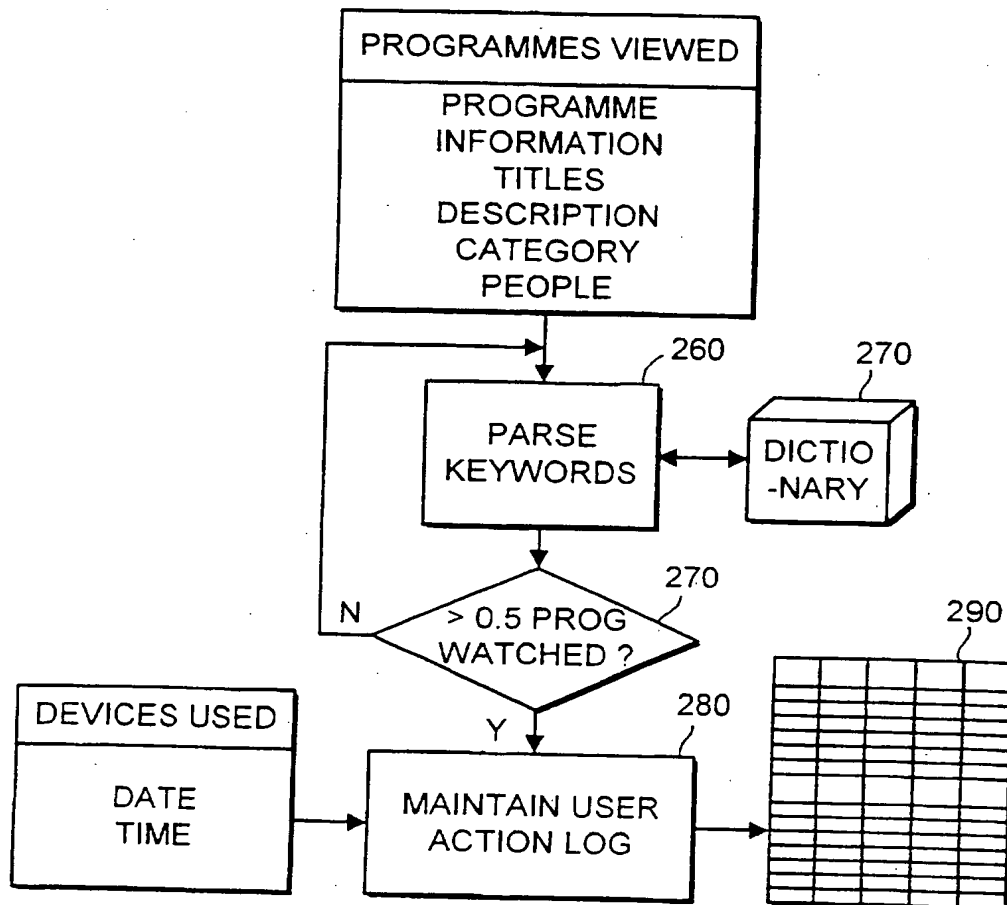 PROGRAMMES VIEWED
PROGRAMME
INFORMATION
TITLES
DESCRIPTION
CATEGORY
PEOPLE
260
270
PARSE
KEYWORDS
DICTIO
-NARY
270
N
> 0.5 PROG
WATCHED ?
290
DEVICES USED
Y
280
DATE
TIME
MAINTAIN USER
ACTION LOG